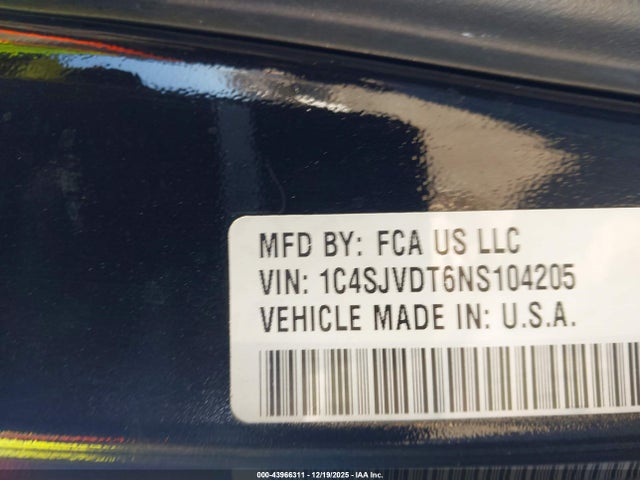 MFD BY: FCA US LLC
VIN: 1C4SJVDT6NS104205
VEHICLE MADE IN: U.S.A.
000-43966311 - 12/19/2025 - IAA Inc.